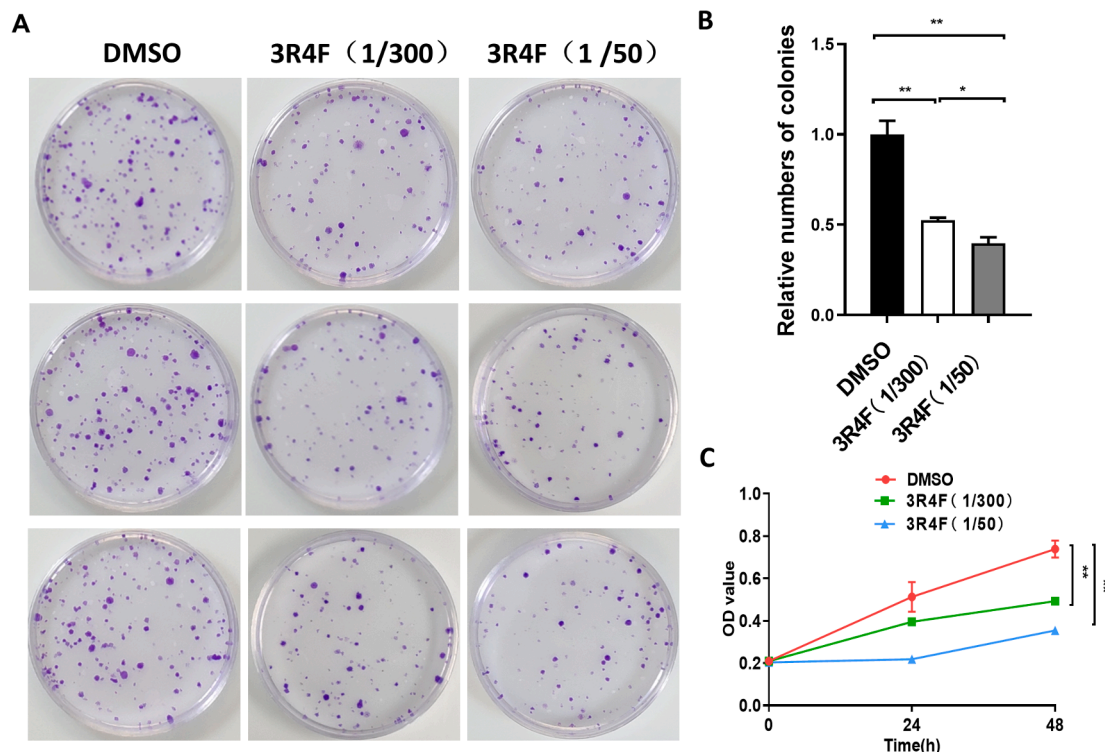 A
DMSO
3R4F（1/300）
3R4F（1 /50）
B
Relative numbers of colonies
1.5
1.0
0.5
0.0
**
**
*
DMSO
3R4F（1/300）
3R4F（1/50）
C
DMSO
3R4F（1/300）
3R4F（1/50）
OD value
1.0
0.8
0.6
0.4
0.2
0.0
0
24
48
Time(h)
**